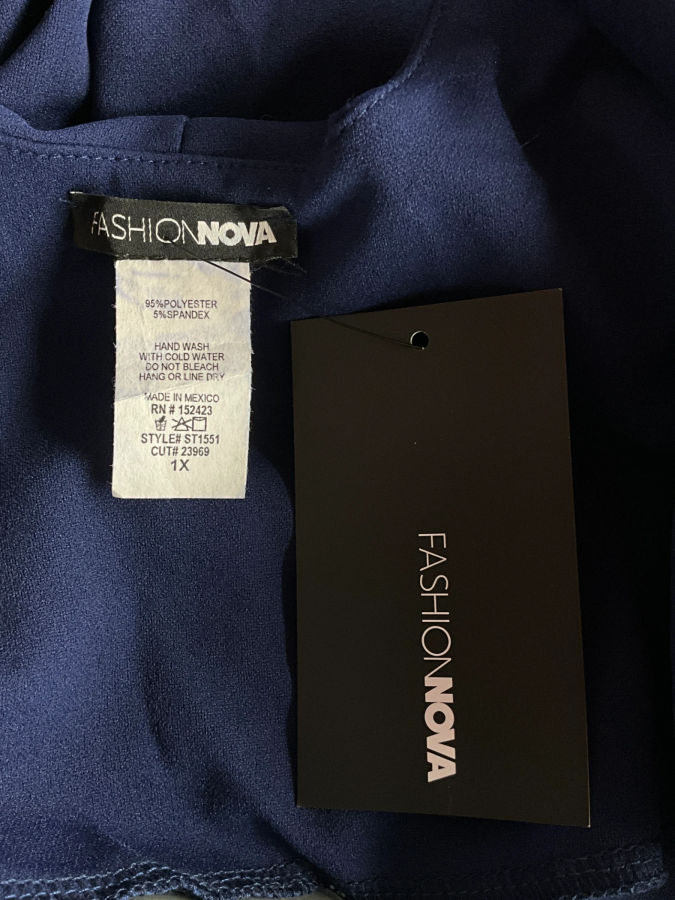 FASHIONNOVA
95%POLYESTER
5%SPANDEX
HAND WASH
WITH COLD WATER
DO NOT BLEACH
HANG OR LINE DRY
MADE IN MEXICO
RN # 152423
STYLE# ST1551
CUT# 23969
1X
FASHIONNOVA